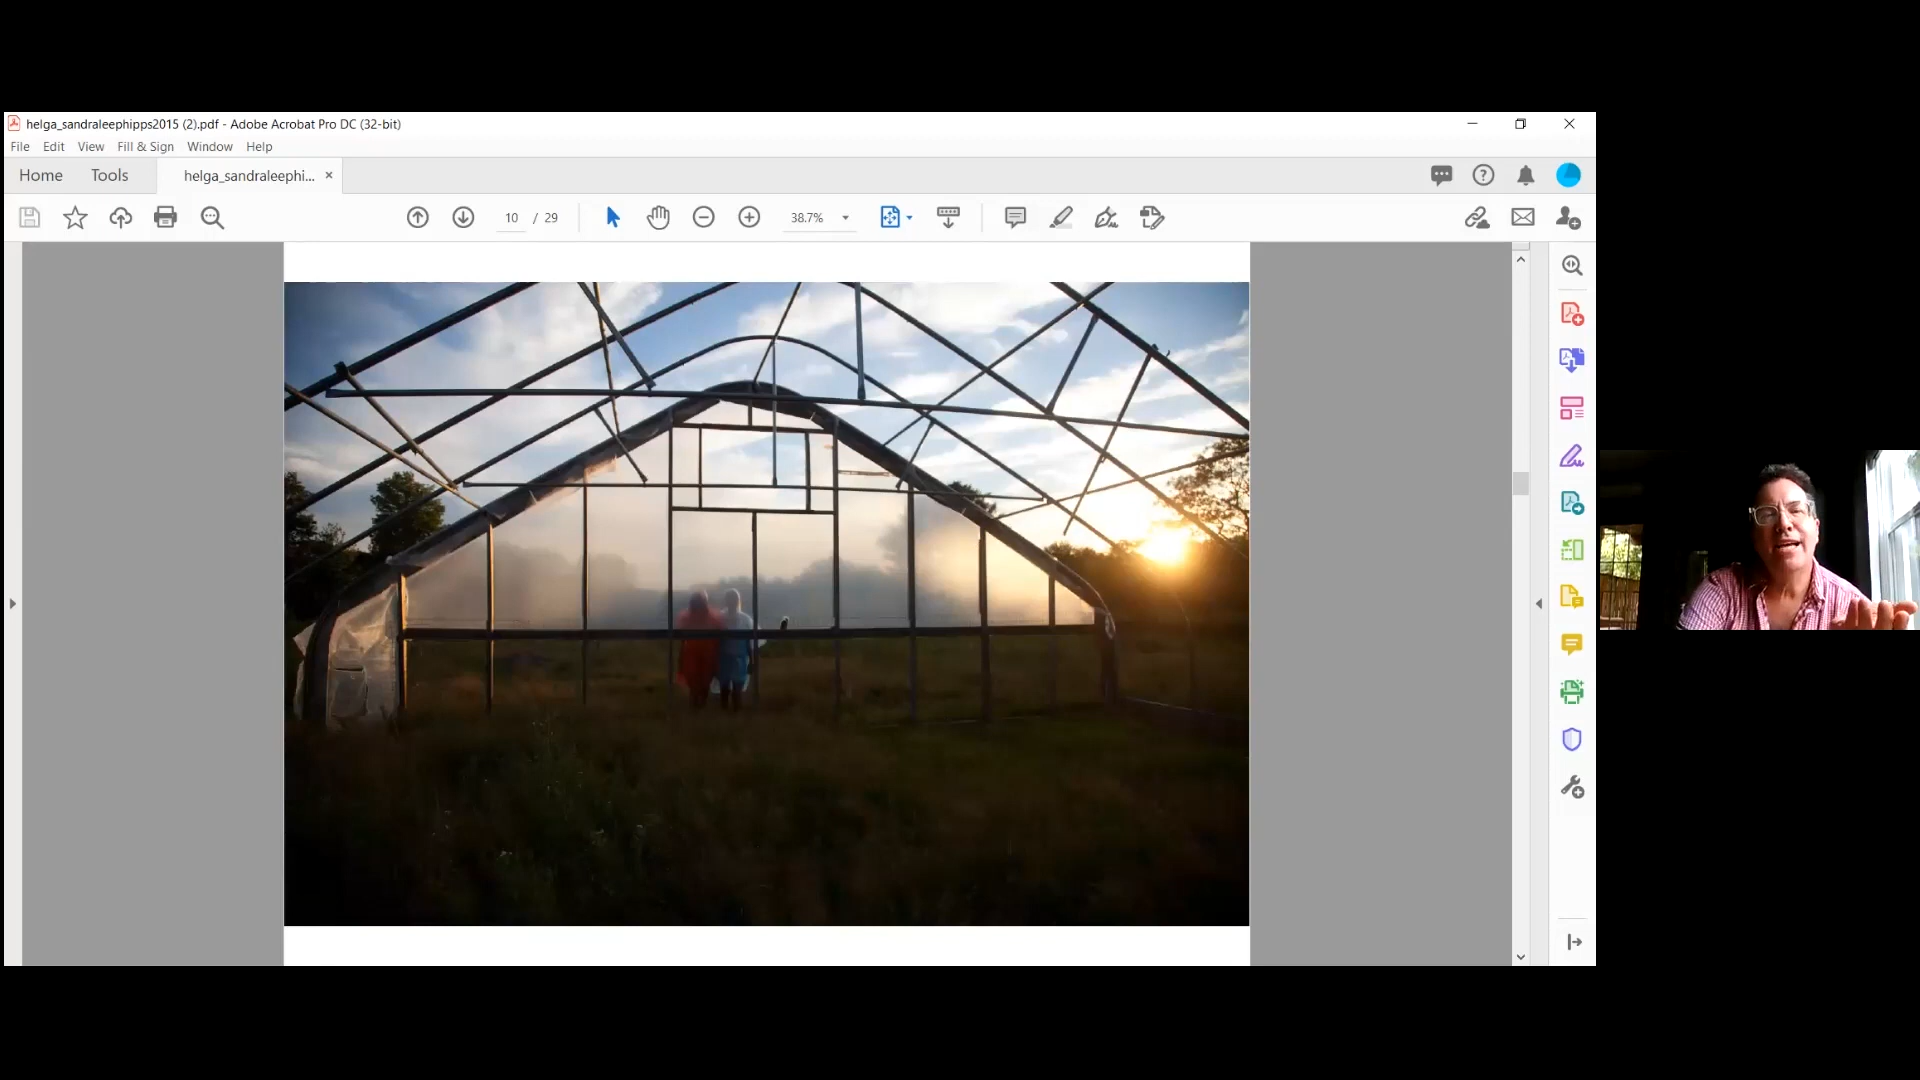 helga_sandraleephipps2015 (2).pdf - Adobe Acrobat Pro DC (32-bit)
File Edit View Fill & Sign Window Help
Home Tools helga_sandraleephi... ×
10 / 29 38.7%